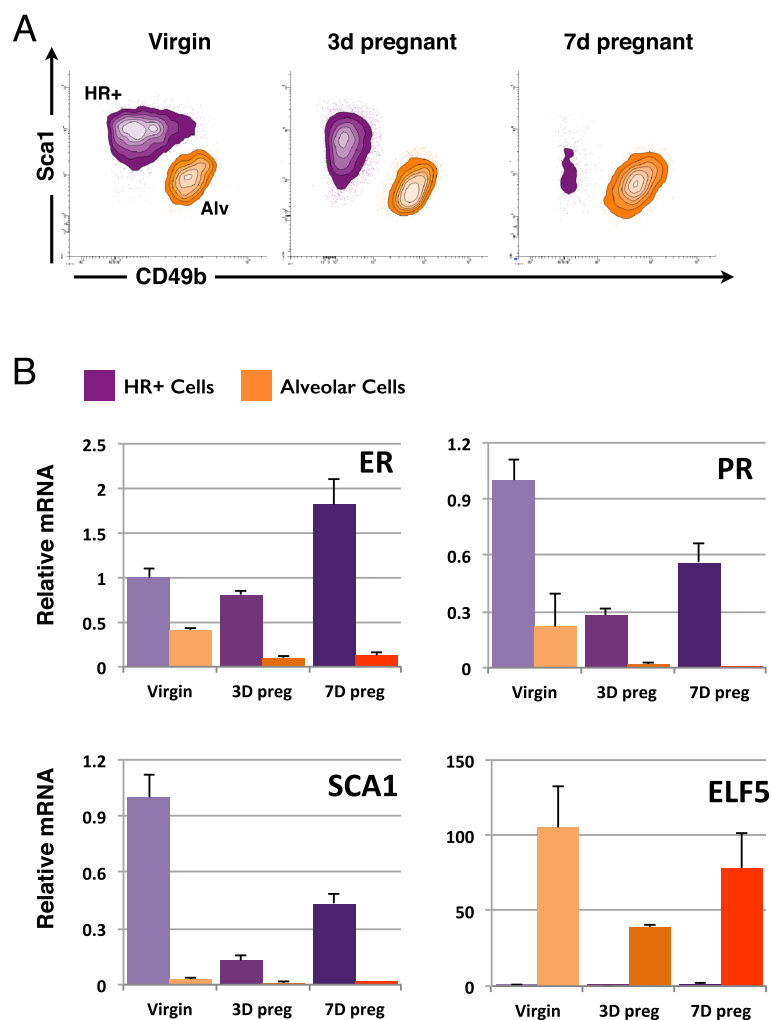 A
Virgin
3d pregnant
7d pregnant
HR+
Sca1
Alv
CD49b
B
HR+ Cells
Alveolar Cells
Relative mRNA
2.5
2
1.5
1
0.5
0
ER
Virgin
3D preg
7D preg
1.2
0.9
0.6
0.3
0
PR
Virgin
3D preg
7D preg
Relative mRNA
1.2
0.9
0.6
0.3
0
SCA1
Virgin
3D preg
7D preg
150
100
50
0
ELF5
Virgin
3D preg
7D preg